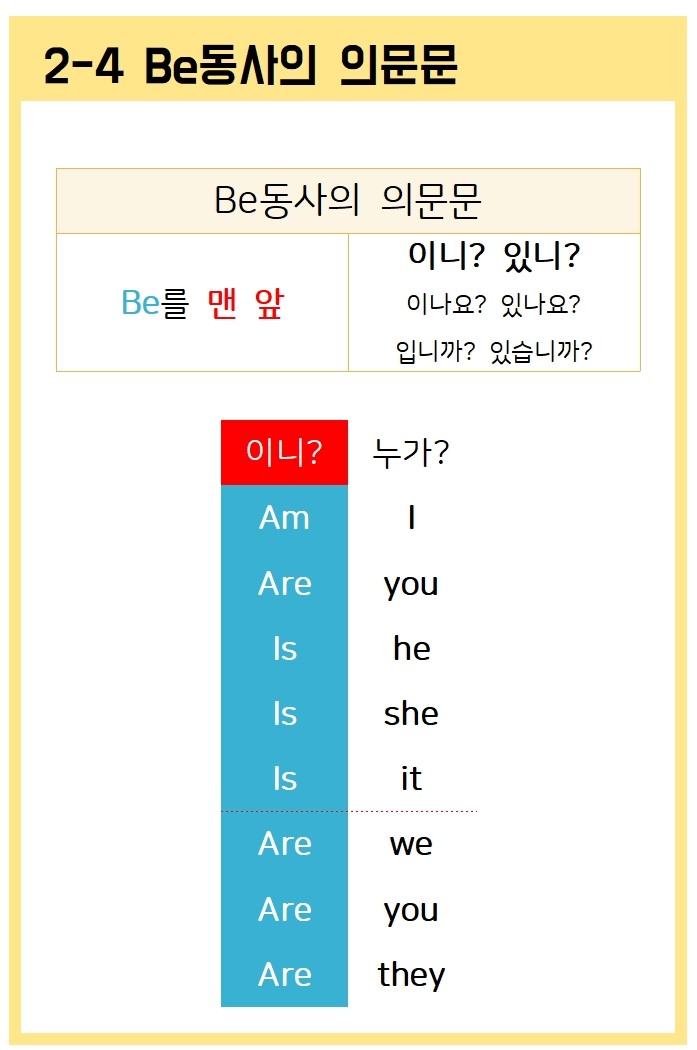 2-4 Be동사의 의문문
Be동사의 의문문
Be를 맨 앞
이니? 있니?
이나요? 있나요?
입니까? 있습니까?
이니? 누가?
Am I
Are you
Is he
Is she
Is it
Are we
Are you
Are they